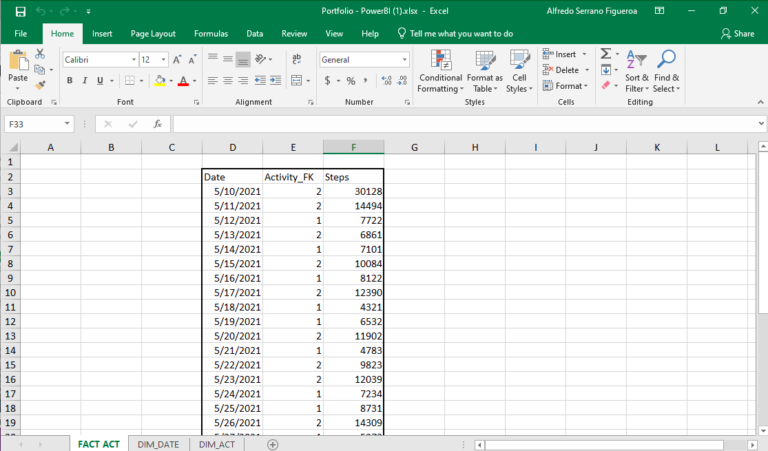 Portfolio - PowerBI (1).xlsx - Excel
Alfredo Serrano Figueroa
File Home Insert Page Layout Formulas Data Review View Help Tell me what you want to do Share
Calibri 12 A A ab General Insert
Paste B I U A $ % , .00 Conditional Formatting Format as Table Cell Styles Delete Sort & Filter Find & Select
Format
Clipboard Font Alignment Number Styles Cells Editing
F33 fx
A B C D E F G H I J K L
1
2 Date Activity_FK Steps
3 5/10/2021 2 30128
4 5/11/2021 2 14494
5 5/12/2021 1 7722
6 5/13/2021 2 6861
7 5/14/2021 1 7101
8 5/15/2021 2 10084
9 5/16/2021 1 8122
10 5/17/2021 2 12390
11 5/18/2021 1 4321
12 5/19/2021 1 6532
13 5/20/2021 2 11902
14 5/21/2021 1 4783
15 5/22/2021 2 9823
16 5/23/2021 2 12039
17 5/24/2021 1 7234
18 5/25/2021 1 8731
19 5/26/2021 2 14309
FACT ACT DIM_DATE DIM_ACT